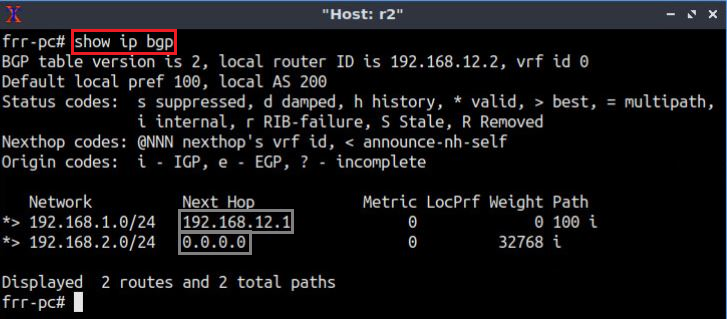 "Host: r2"
frr-pc# show ip bgp
BGP table version is 2, local router ID is 192.168.12.2, vrf id 0
Default local pref 100, local AS 200
Status codes:  s suppressed, d damped, h history, * valid, > best, = multipath,
               i internal, r RIB-failure, S Stale, R Removed
Nexthop codes: @NNN nexthop's vrf id, < announce-nh-self
Origin codes:  i - IGP, e - EGP, ? - incomplete

   Network          Next Hop            Metric LocPrf Weight Path
*> 192.168.1.0/24   192.168.12.1             0             0 100 i
*> 192.168.2.0/24   0.0.0.0                  0         32768 i

Displayed  2 routes and 2 total paths
frr-pc#